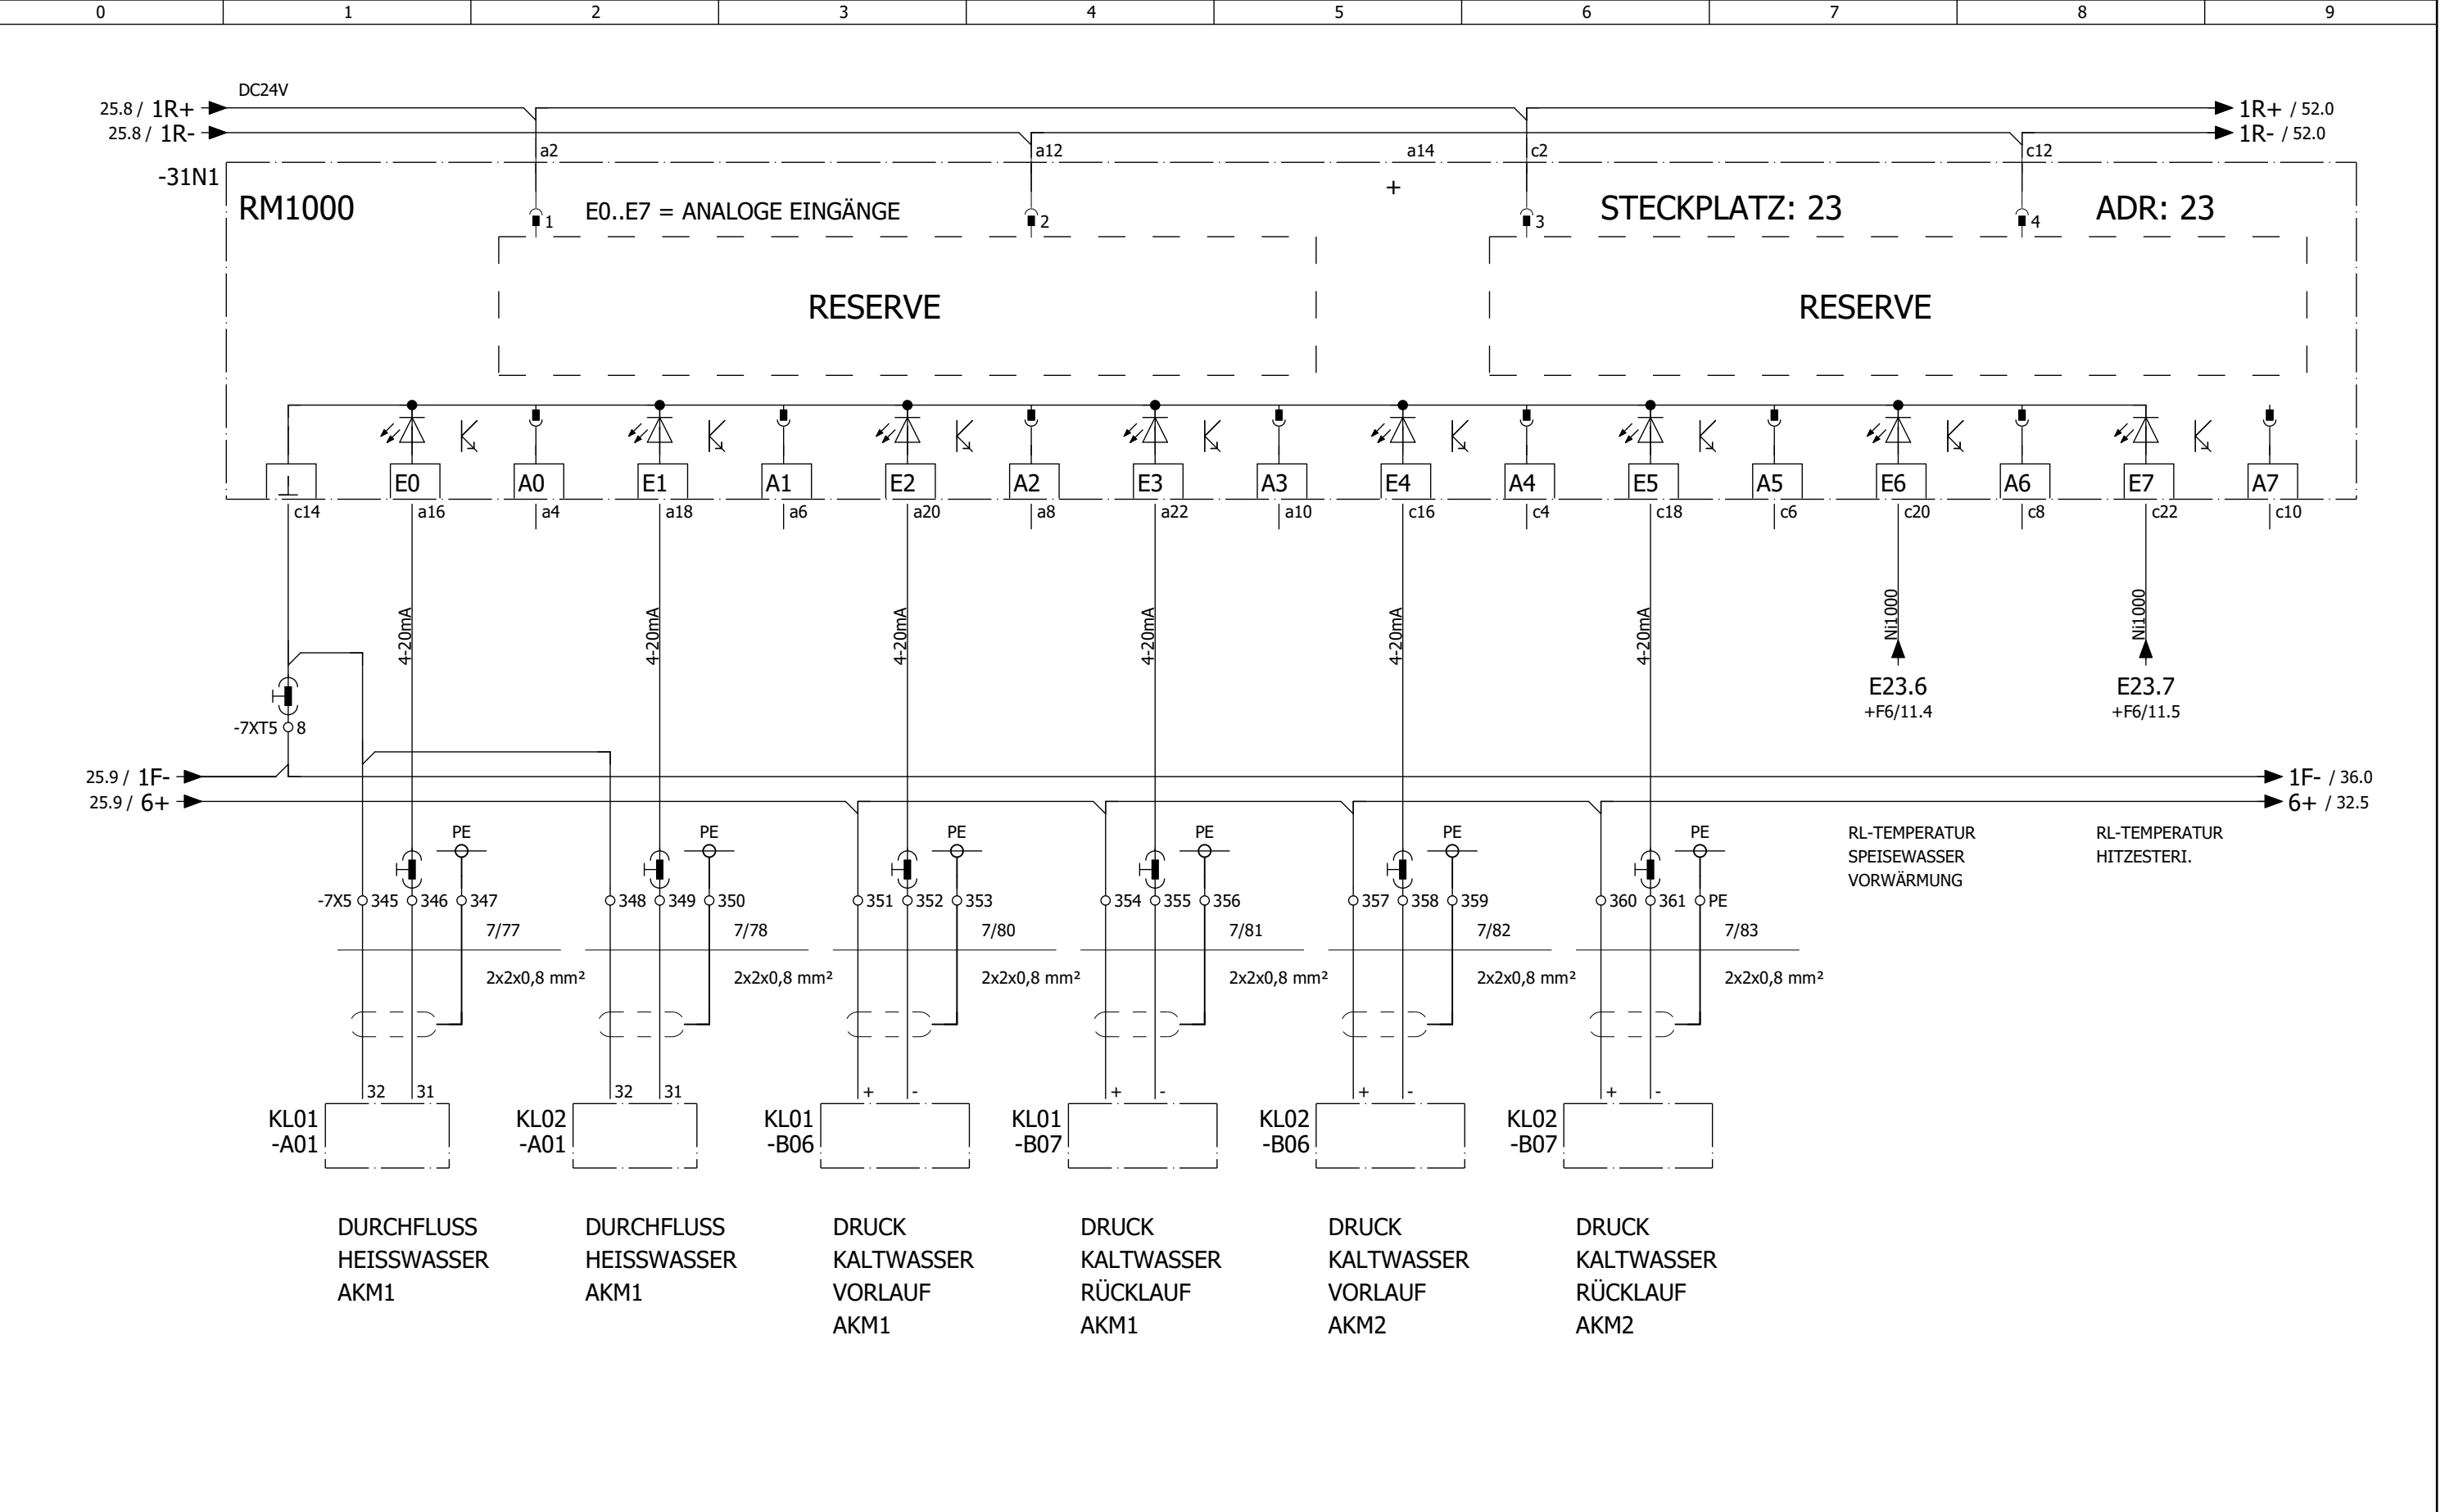 0 1 2 3 4 5 6 7 8 9
DC24V
25.8 / 1R+ 1R+ / 52.0
25.8 / 1R- 1R- / 52.0
a2 a12 a14 c2 c12
-31N1
RM1000 E0..E7 = ANALOGE EINGÄNGE + STECKPLATZ: 23 ADR: 23
1 2 3 4
RESERVE RESERVE
E0 A0 E1 A1 E2 A2 E3 A3 E4 A4 E5 A5 E6 A6 E7 A7
c14 a16 a4 a18 a6 a20 a8 a22 a10 c16 c4 c18 c6 c20 c8 c22 c10
4-20mA 4-20mA 4-20mA 4-20mA 4-20mA 4-20mA Ni1000 Ni1000
E23.6 E23.7
+F6/11.4 +F6/11.5
-7XT5 8
25.9 / 1F- 1F- / 36.0
25.9 / 6+ 6+ / 32.5
PE PE PE PE PE PE
RL-TEMPERATUR
SPEISEWASSER
VORWÄRMUNG
RL-TEMPERATUR
HITZESTERI.
-7X5 345 346 347 348 349 350 351 352 353 354 355 356 357 358 359 360 361 PE
7/77 7/78 7/80 7/81 7/82 7/83
2x2x0,8 mm² 2x2x0,8 mm² 2x2x0,8 mm² 2x2x0,8 mm² 2x2x0,8 mm² 2x2x0,8 mm²
32 31 32 31 + - + - + - + -
KL01
-A01
KL02
-A01
KL01
-B06
KL01
-B07
KL02
-B06
KL02
-B07
DURCHFLUSS
HEISSWASSER
AKM1
DURCHFLUSS
HEISSWASSER
AKM1
DRUCK
KALTWASSER
VORLAUF
AKM1
DRUCK
KALTWASSER
RÜCKLAUF
AKM1
DRUCK
KALTWASSER
VORLAUF
AKM2
DRUCK
KALTWASSER
RÜCKLAUF
AKM2